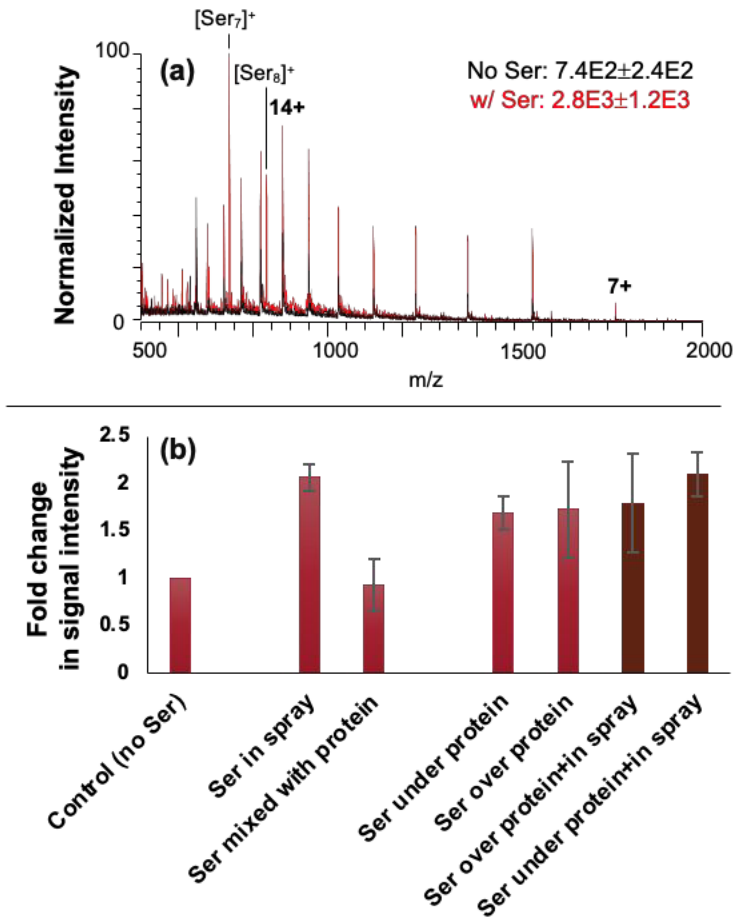 [Ser₇]⁺
100
(a)
[Ser₈]⁺
14+
No Ser: 7.4E2±2.4E2
w/ Ser: 2.8E3±1.2E3
Normalized Intensity
7+
0
500
1000
1500
2000
m/z
2.5
(b)
2
1.5
1
0.5
0
Fold change
in signal intensity
Control (no Ser)
Ser in spray
Ser mixed with protein
Ser under protein
Ser over protein
Ser over protein+in spray
Ser under protein+in spray